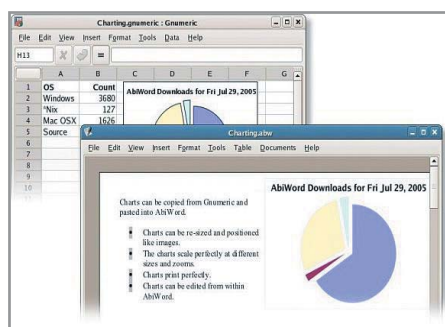 Charting.gnumeric : Gnumeric
File Edit View Insert Format Tools Data Help
H13
A B C D E F G
1 OS Count AbiWord Downloads for Fri Jul 29, 2005
2 Windows 3680
3 *Nix 127
4 Mac OSX 1626
5 Source
6
7
8
9
10
Charting.abw
File Edit View Insert Format Tools Table Documents Help
AbiWord Downloads for Fri Jul 29, 2005
Charts can be copied from Gnumeric and
pasted into AbiWord.
Charts can be re-sized and positioned
like images.
The charts scale perfectly at different
sizes and zooms.
Charts print perfectly.
Charts can be edited from within
AbiWord.